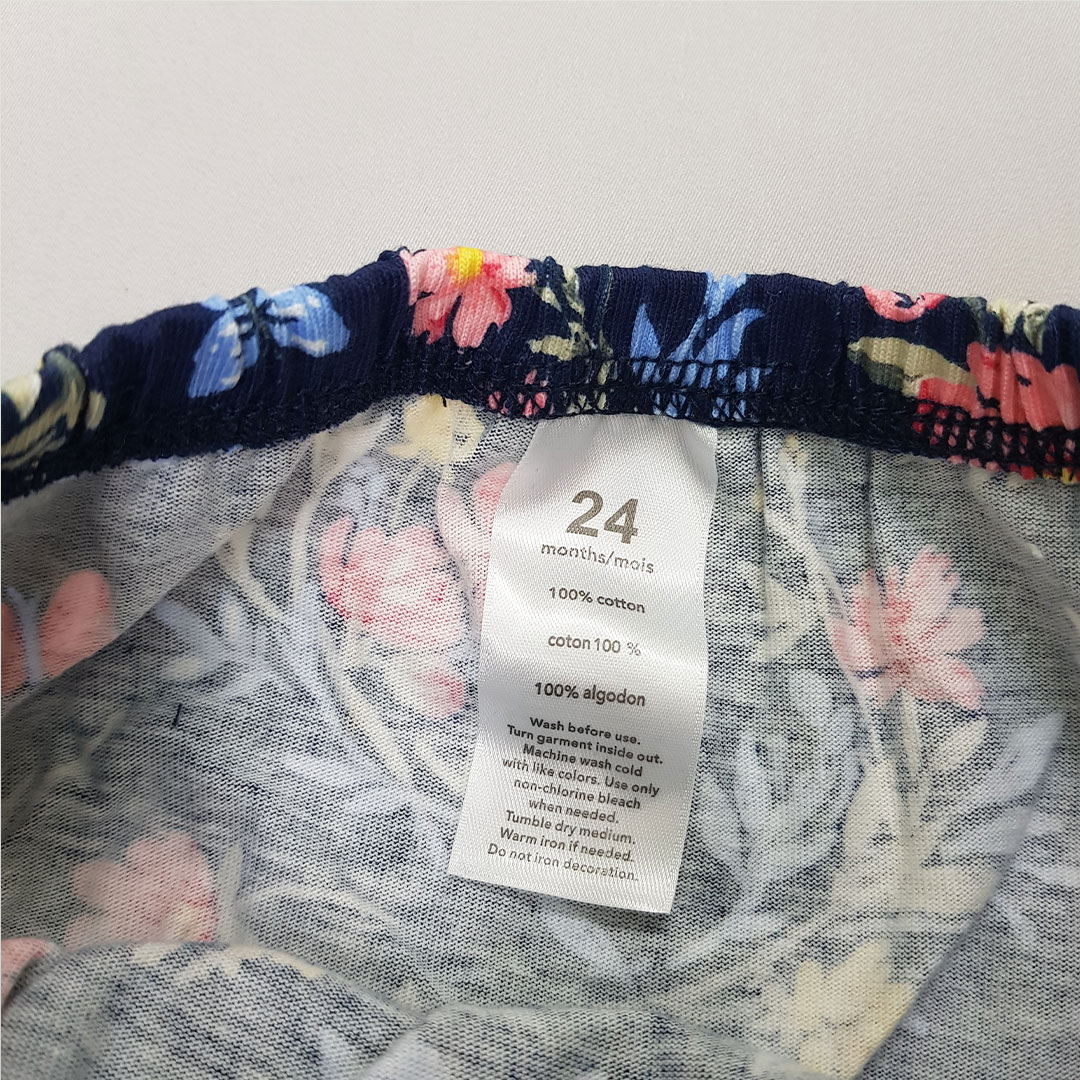 24
months/mois
100% cotton
coton 100 %
100% algodon
Wash before use.
Turn garment inside out.
Machine wash cold
with like colors. Use only
non-chlorine bleach
when needed.
Tumble dry medium.
Warm iron if needed.
Do not iron decoration.